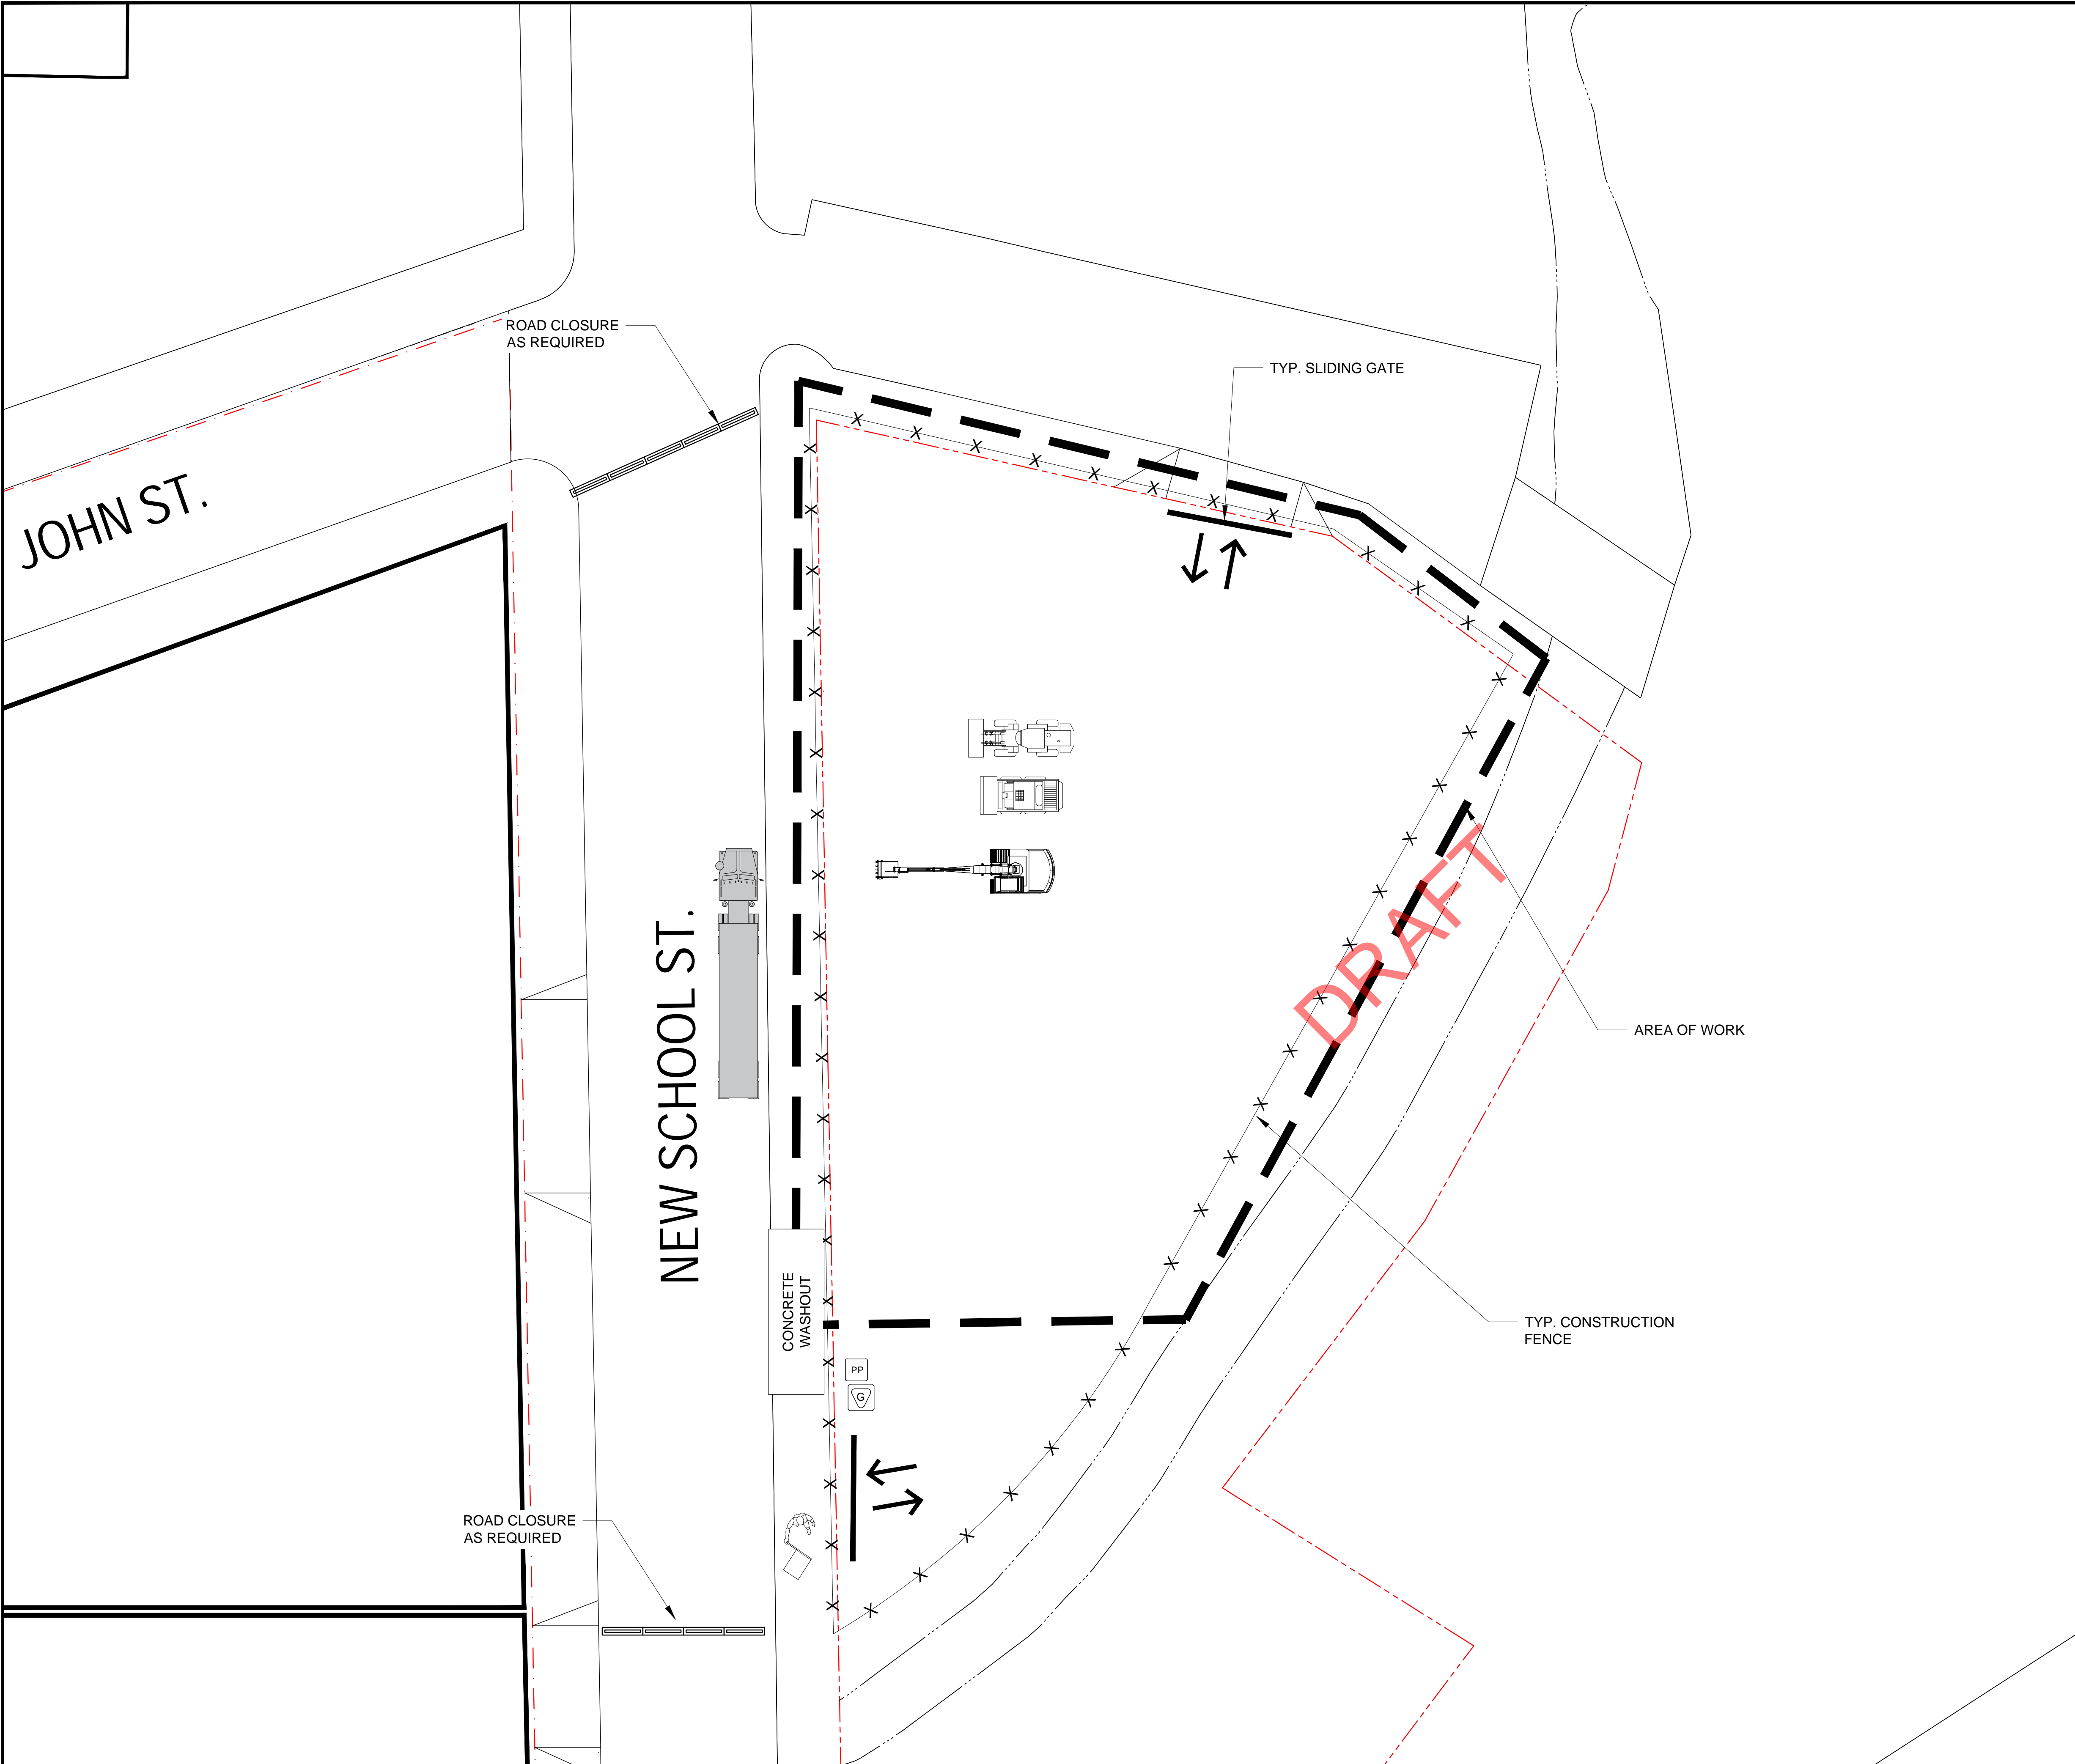 ROAD CLOSURE
AS REQUIRED
TYP. SLIDING GATE
JOHN ST.
NEW SCHOOL ST.
DRAFT
AREA OF WORK
CONCRETE
WASHOUT
TYP. CONSTRUCTION
FENCE
PP
G
ROAD CLOSURE
AS REQUIRED